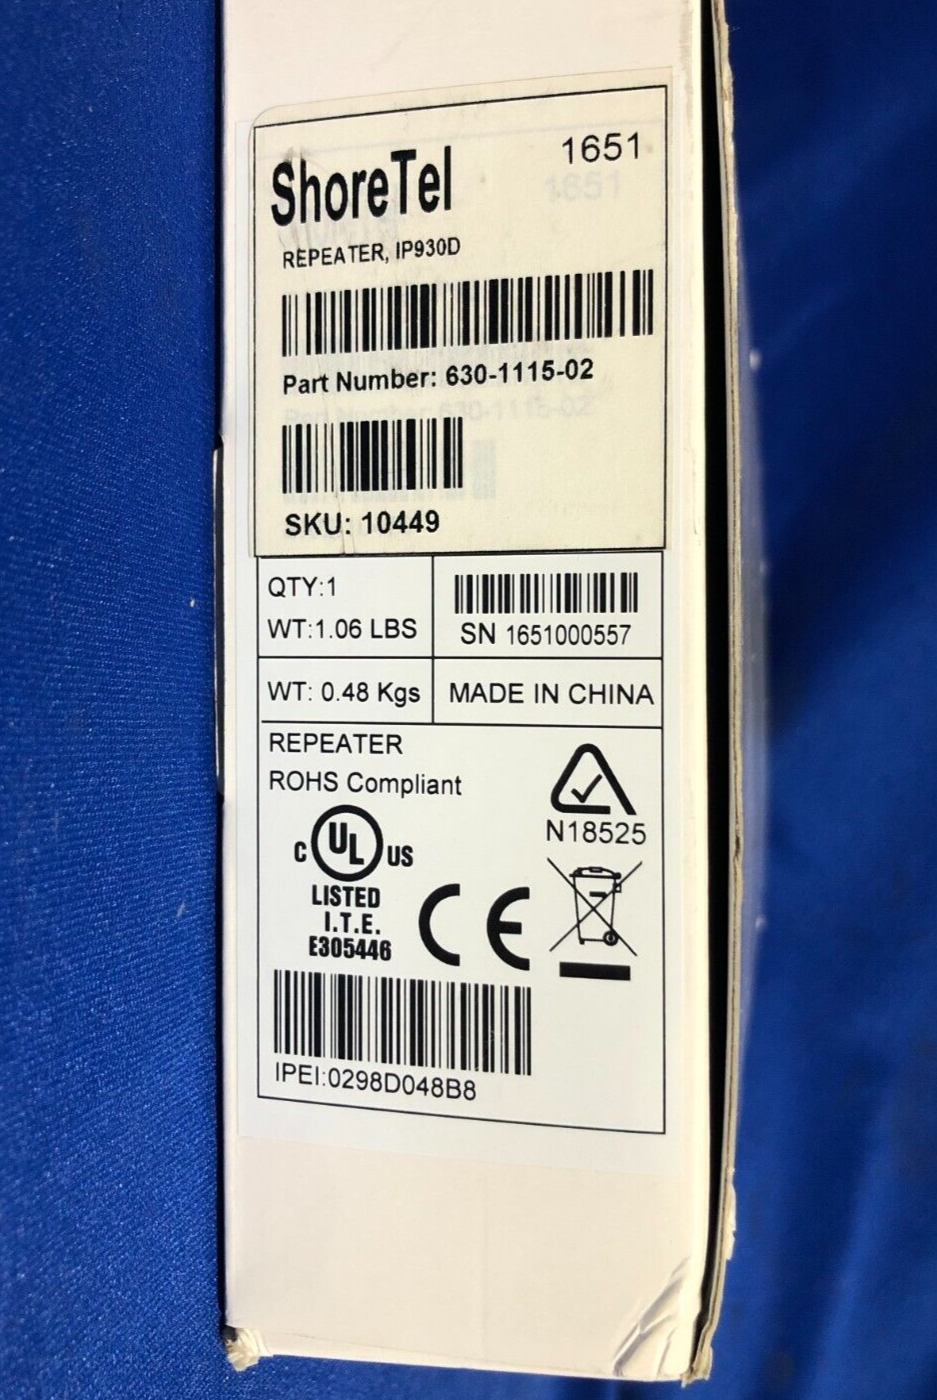 ShoreTel 1651
REPEATER, IP930D
Part Number: 630-1115-02
SKU: 10449
QTY:1
WT:1.06 LBS
SN 1651000557
WT: 0.48 Kgs
MADE IN CHINA
REPEATER
ROHS Compliant
N18525
C UL US
LISTED
I.T.E.
E305446
CE
IPEI:0298D048B8